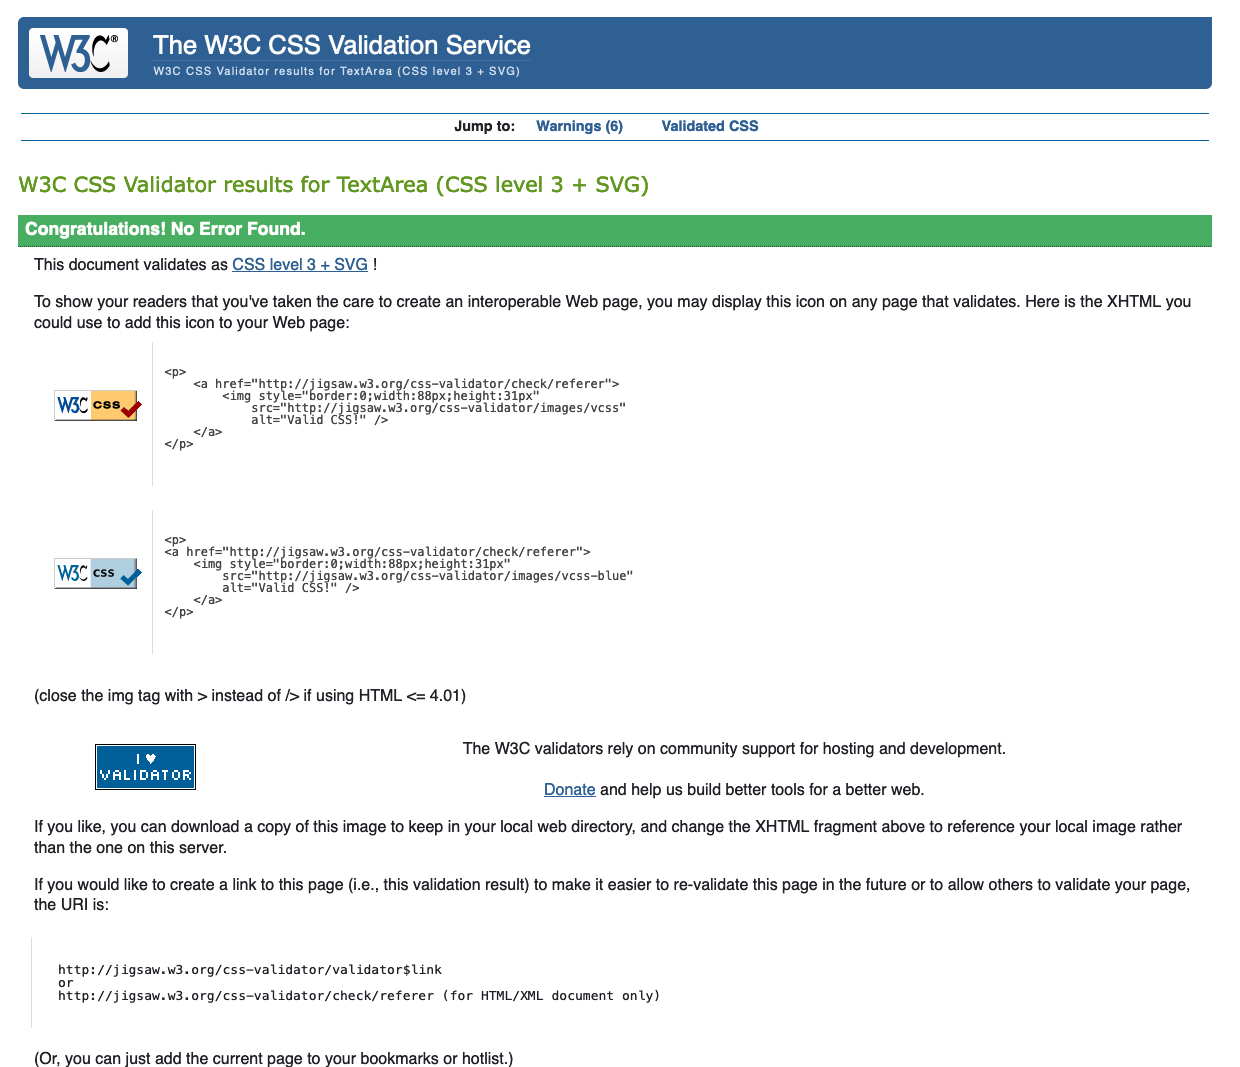 W3C®
The W3C CSS Validation Service
W3C CSS Validator results for TextArea (CSS level 3 + SVG)
Jump to: Warnings (6) Validated CSS
W3C CSS Validator results for TextArea (CSS level 3 + SVG)
Congratulations! No Error Found.
This document validates as CSS level 3 + SVG !
To show your readers that you've taken the care to create an interoperable Web page, you may display this icon on any page that validates. Here is the XHTML you
could use to add this icon to your Web page:
W3C css
<p>
    <a href="http://jigsaw.w3.org/css-validator/check/referer">
        <img style="border:0;width:88px;height:31px"
            src="http://jigsaw.w3.org/css-validator/images/vcss"
            alt="Valid CSS!" />
    </a>
</p>
W3C css
<p>
<a href="http://jigsaw.w3.org/css-validator/check/referer">
    <img style="border:0;width:88px;height:31px"
        src="http://jigsaw.w3.org/css-validator/images/vcss-blue"
        alt="Valid CSS!" />
    </a>
</p>
(close the img tag with > instead of /> if using HTML <= 4.01)
I ♥
VALIDATOR
The W3C validators rely on community support for hosting and development.
Donate and help us build better tools for a better web.
If you like, you can download a copy of this image to keep in your local web directory, and change the XHTML fragment above to reference your local image rather
than the one on this server.
If you would like to create a link to this page (i.e., this validation result) to make it easier to re-validate this page in the future or to allow others to validate your page,
the URI is:
http://jigsaw.w3.org/css-validator/validator$link
or
http://jigsaw.w3.org/css-validator/check/referer (for HTML/XML document only)
(Or, you can just add the current page to your bookmarks or hotlist.)